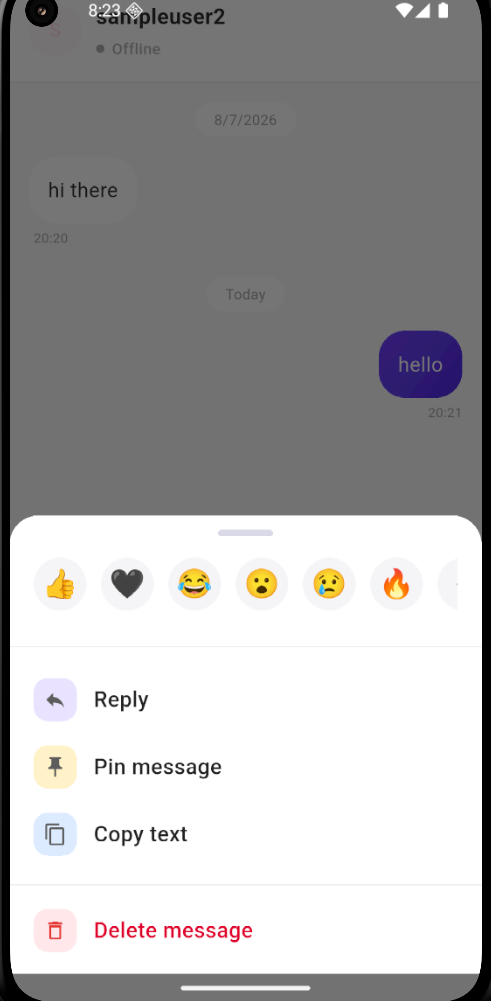 8:23
sampleuser2
S
Offline
8/7/2026
hi there
20:20
Today
hello
20:21
Reply
Pin message
Copy text
Delete message